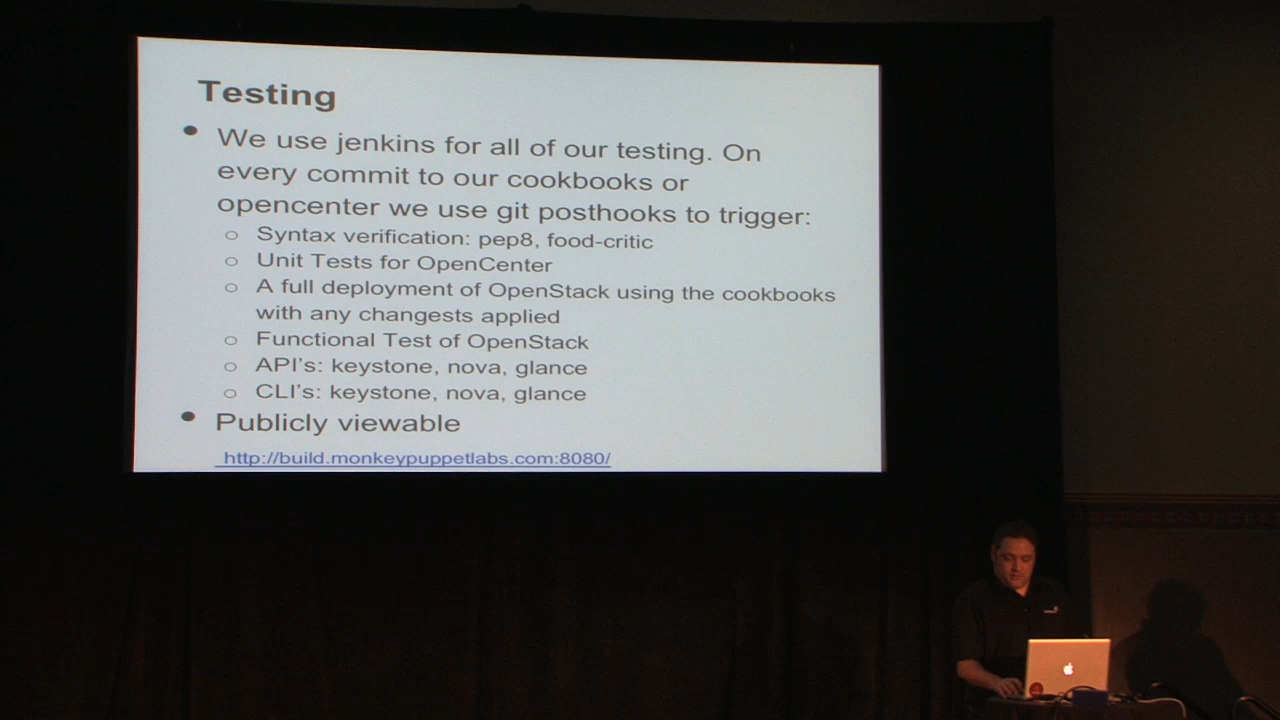 Testing
● We use jenkins for all of our testing. On
every commit to our cookbooks or
opencenter we use git posthooks to trigger:
○ Syntax verification: pep8, food-critic
○ Unit Tests for OpenCenter
○ A full deployment of OpenStack using the cookbooks
with any changests applied
○ Functional Test of OpenStack
○ API's: keystone, nova, glance
○ CLI's: keystone, nova, glance
● Publicly viewable
http://build.monkeypuppetlabs.com:8080/